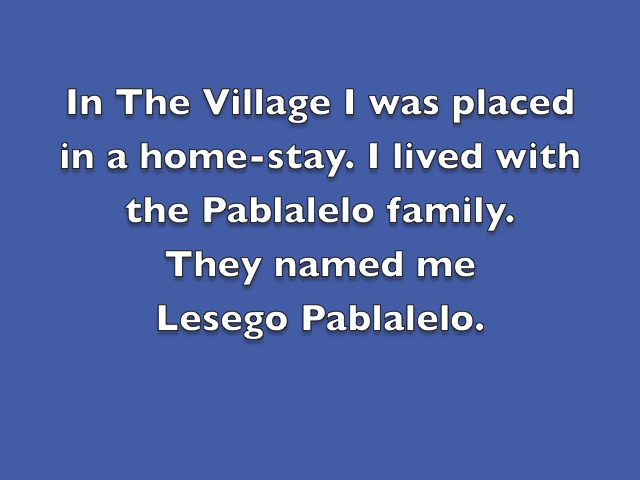 In The Village I was placed
in a home-stay. I lived with
the Pablalelo family.
They named me
Lesego Pablalelo.